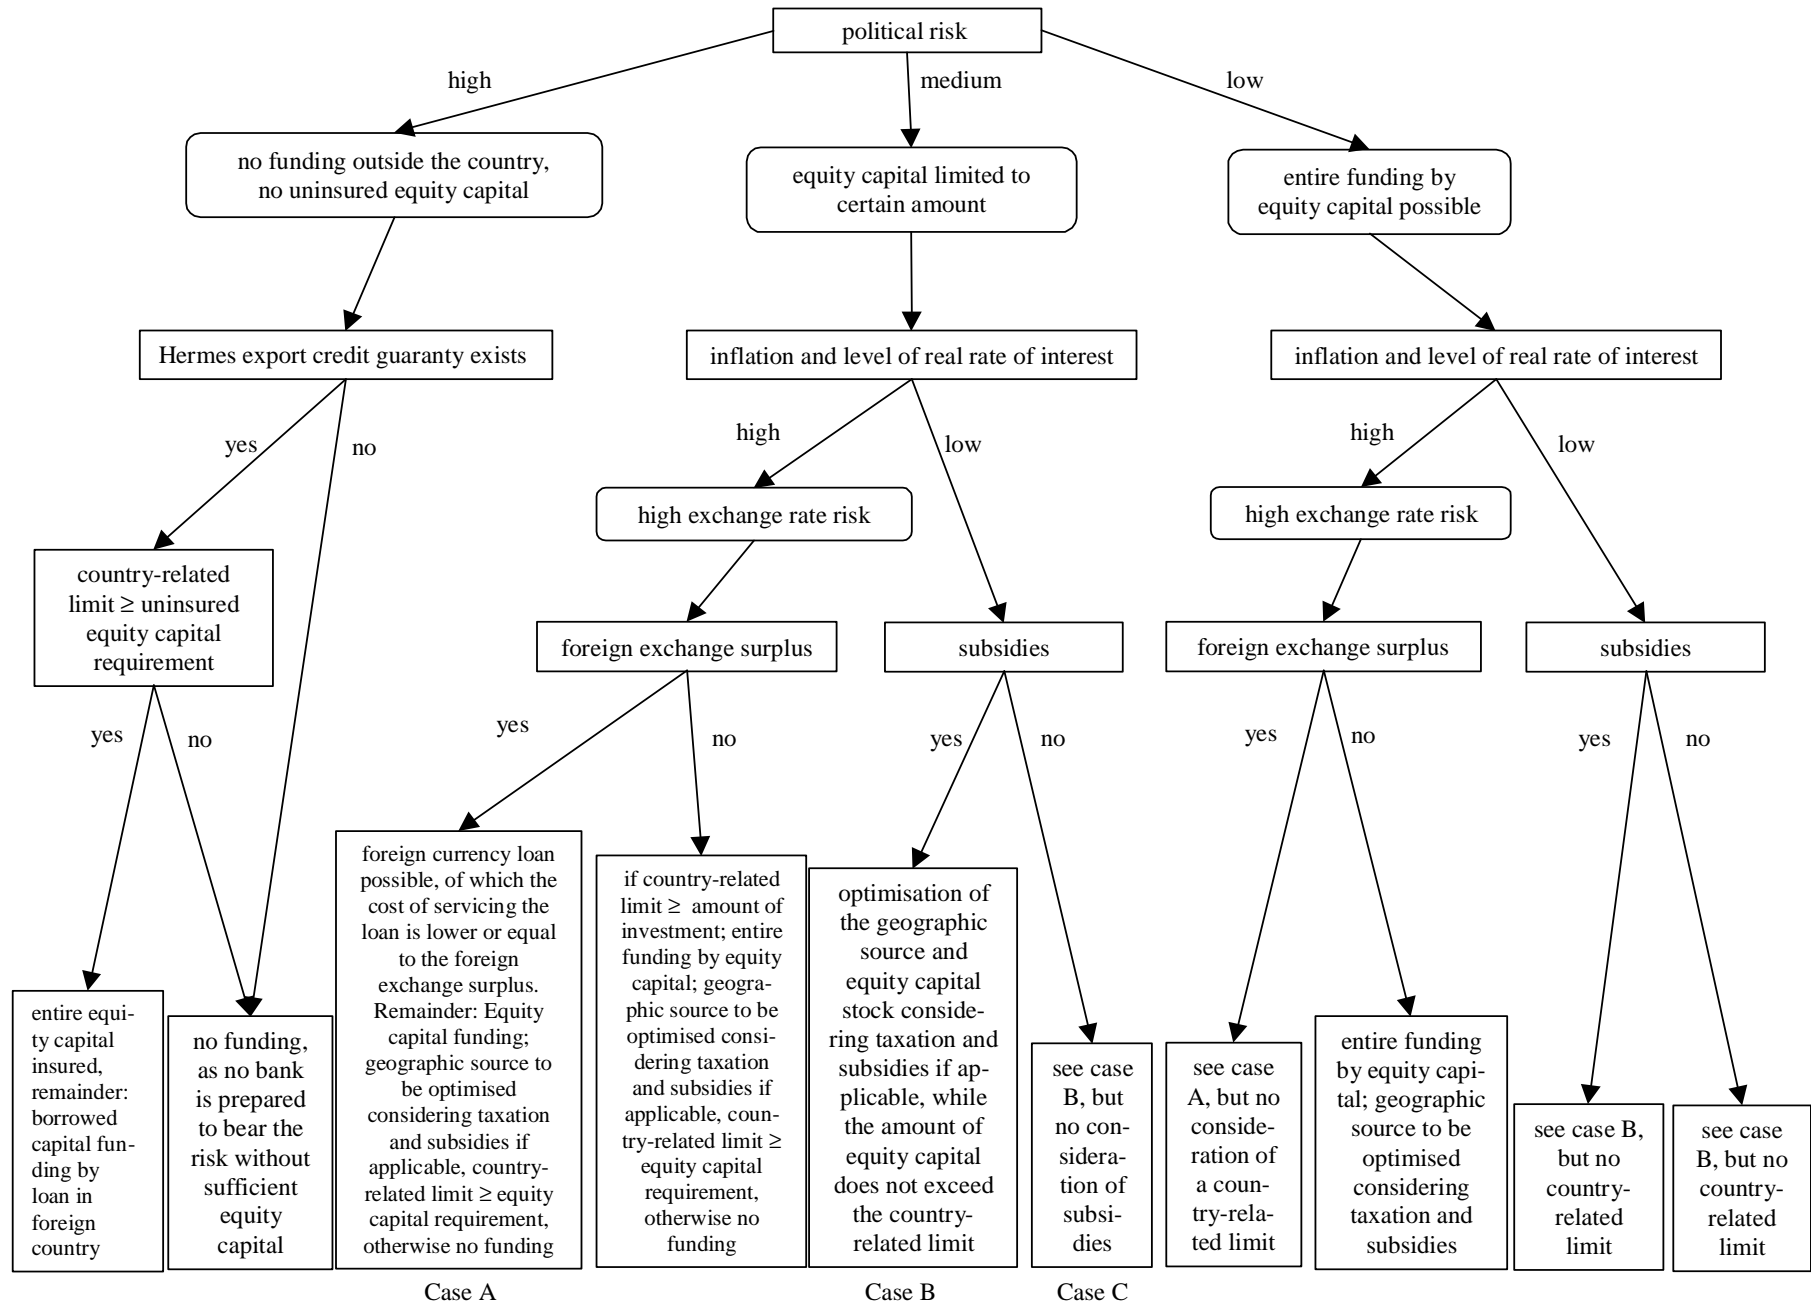 political risk
high
medium
low
no funding outside the country,
no uninsured equity capital
equity capital limited to
certain amount
entire funding by
equity capital possible
Hermes export credit guaranty exists
inflation and level of real rate of interest
inflation and level of real rate of interest
yes
no
high
low
high
low
high exchange rate risk
high exchange rate risk
country-related
limit ≥ uninsured
equity capital
requirement
foreign exchange surplus
subsidies
foreign exchange surplus
subsidies
yes
no
yes
no
yes
no
yes
no
yes
no
entire equi-
ty capital
insured,
remainder:
borrowed
capital fun-
ding by
loan in
foreign
country
no funding,
as no bank
is prepared
to bear the
risk without
sufficient
equity
capital
foreign currency loan
possible, of which the
cost of servicing the
loan is lower or equal
to the foreign
exchange surplus.
Remainder: Equity
capital funding;
geographic source to
be optimised
considering taxation
and subsidies if
applicable, country-
related limit ≥ equity
capital requirement,
otherwise no funding
if country-related
limit ≥ amount of
investment; entire
funding by equity
capital; geogra-
phic source to be
optimised consi-
dering taxation
and subsidies if
applicable, coun-
try-related limit ≥
equity capital
requirement,
otherwise no
funding
optimisation of
the geographic
source and
equity capital
stock conside-
ring taxation and
subsidies if ap-
plicable, while
the amount of
equity capital
does not exceed
the country-
related limit
see case
B, but
no con-
sidera-
tion of
subsi-
dies
see case
A, but no
conside-
ration of
a coun-
try-rela-
ted limit
entire funding
by equity capi-
tal; geographic
source to be
optimised
considering
taxation and
subsidies
see case B,
but no
country-
related
limit
see case
B, but no
country-
related
limit
Case A
Case B
Case C